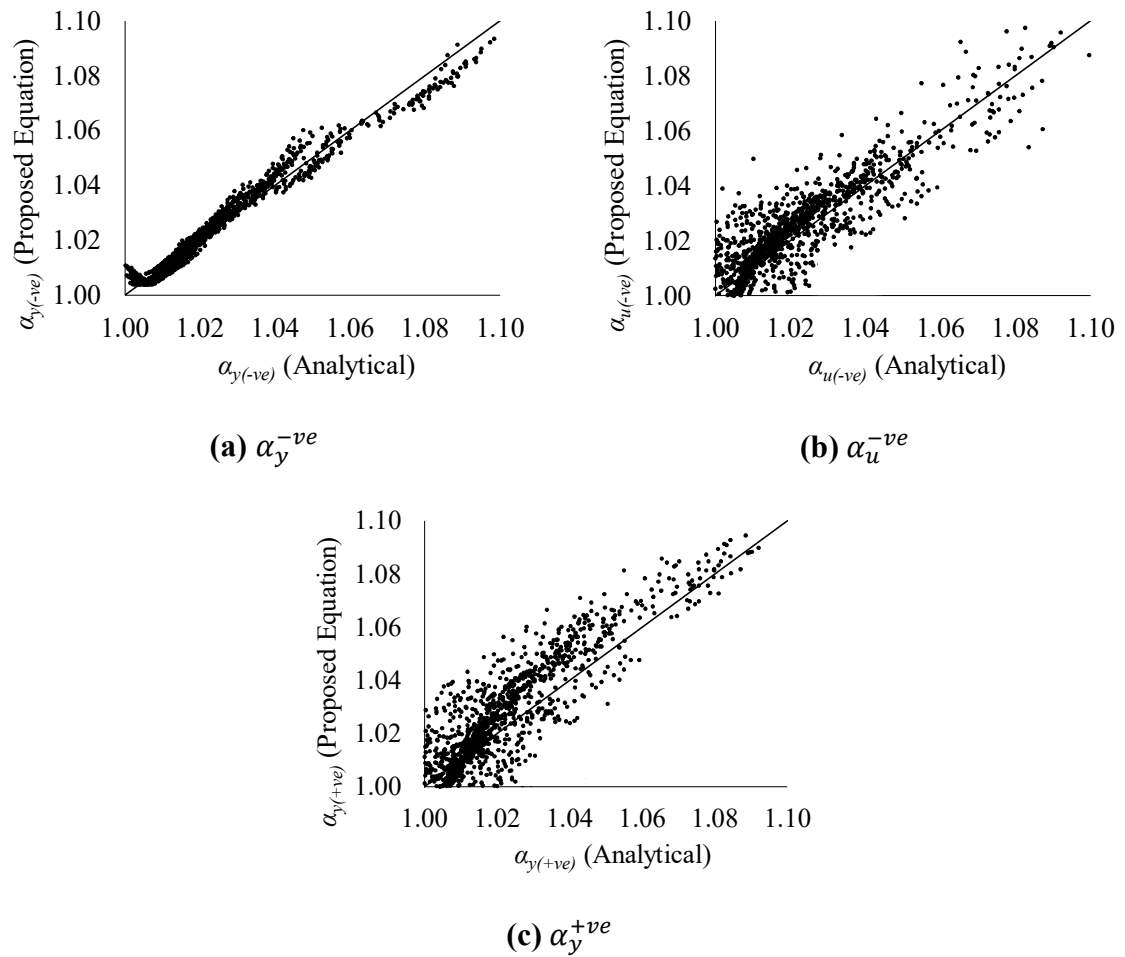 1.10
1.08
1.06
1.04
1.02
1.00
αy(-ve) (Proposed Equation)
1.00 1.02 1.04 1.06 1.08 1.10
αy(-ve) (Analytical)
(a) αy−ve
1.10
1.08
1.06
1.04
1.02
1.00
αu(-ve) (Proposed Equation)
1.00 1.02 1.04 1.06 1.08 1.10
αu(-ve) (Analytical)
(b) αu−ve
1.10
1.08
1.06
1.04
1.02
1.00
αy(+ve) (Proposed Equation)
1.00 1.02 1.04 1.06 1.08 1.10
αy(+ve) (Analytical)
(c) αy+ve